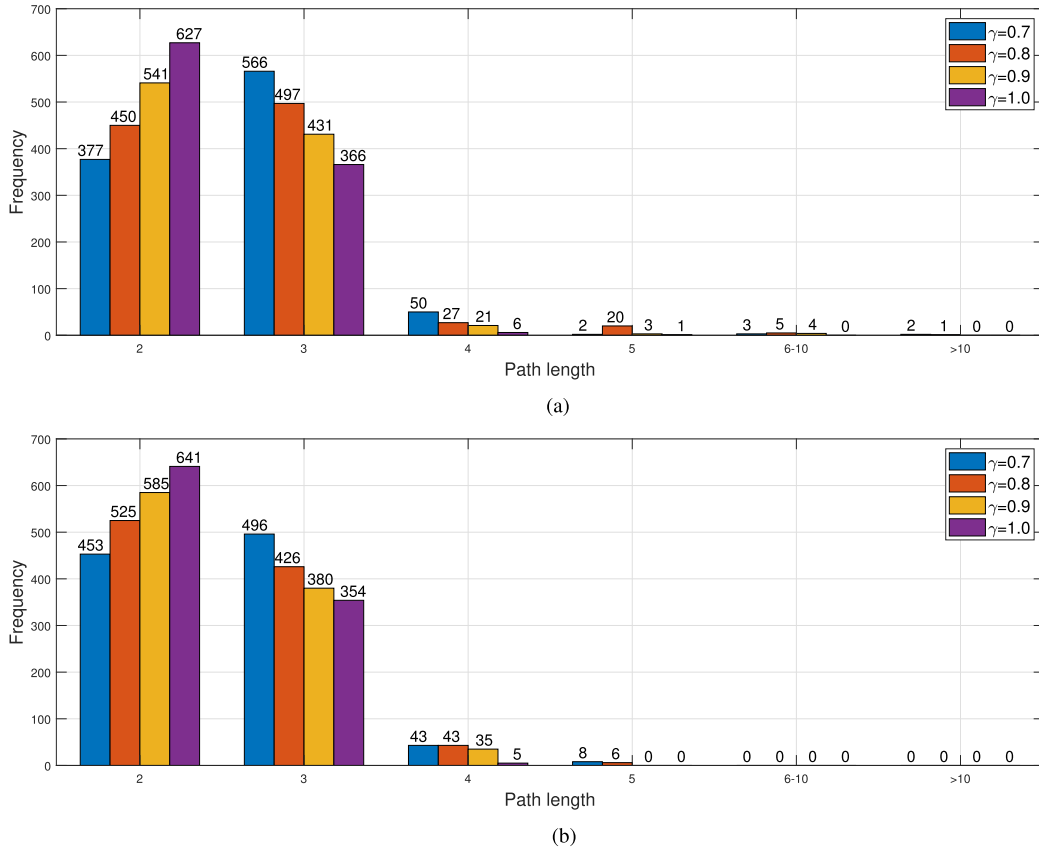 700
600
500
400
300
200
100
0
Frequency
377 450 541 627
566 497 431 366
50 27 21 6
2 20 3 1
3 5 4 0
2 1 0 0
γ=0.7
γ=0.8
γ=0.9
γ=1.0
2 3 4 5 6-10 >10
Path length
(a)
700
600
500
400
300
200
100
0
Frequency
453 525 585 641
496 426 380 354
43 43 35 5
8 6 0 0
0 0 0 0
0 0 0 0
γ=0.7
γ=0.8
γ=0.9
γ=1.0
2 3 4 5 6-10 >10
Path length
(b)